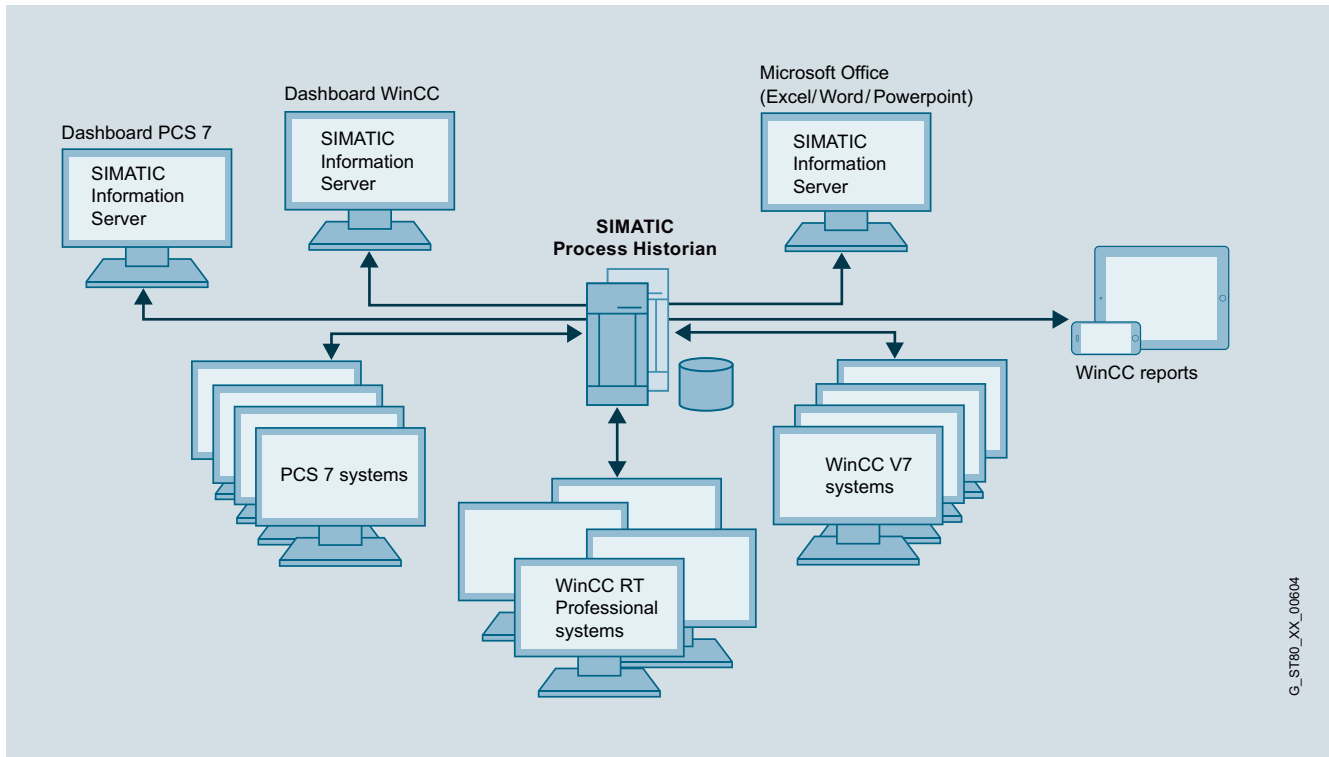 Dashboard PCS 7
SIMATIC
Information
Server
Dashboard WinCC
SIMATIC
Information
Server
Microsoft Office
(Excel/Word/Powerpoint)
SIMATIC
Information
Server
SIMATIC
Process Historian
WinCC reports
PCS 7 systems
WinCC RT
Professional
systems
WinCC V7
systems
G_ST80_XX_00604